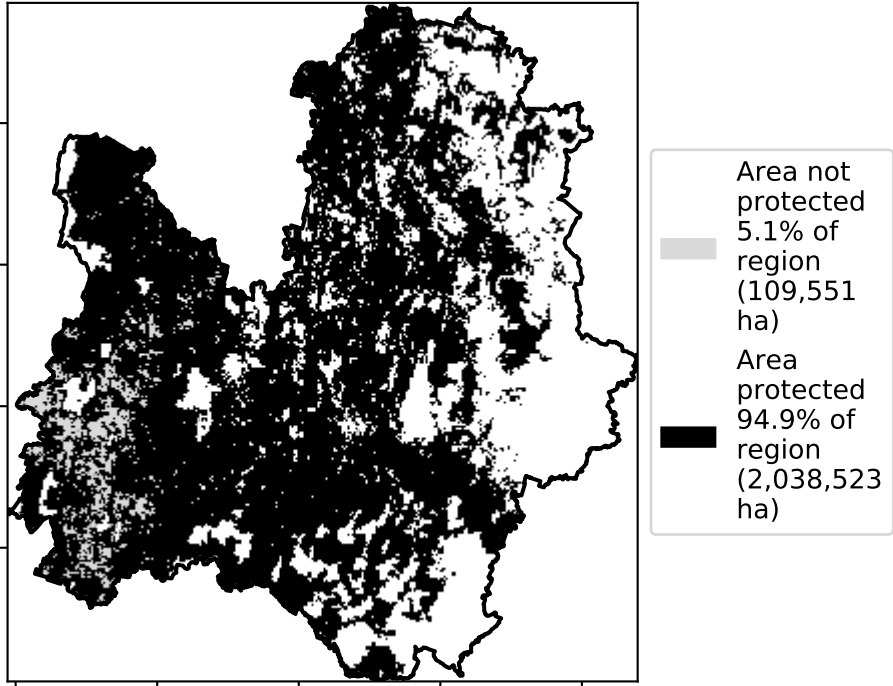 Area not
protected
5.1% of
region
(109,551
ha)
Area
protected
94.9% of
region
(2,038,523
ha)